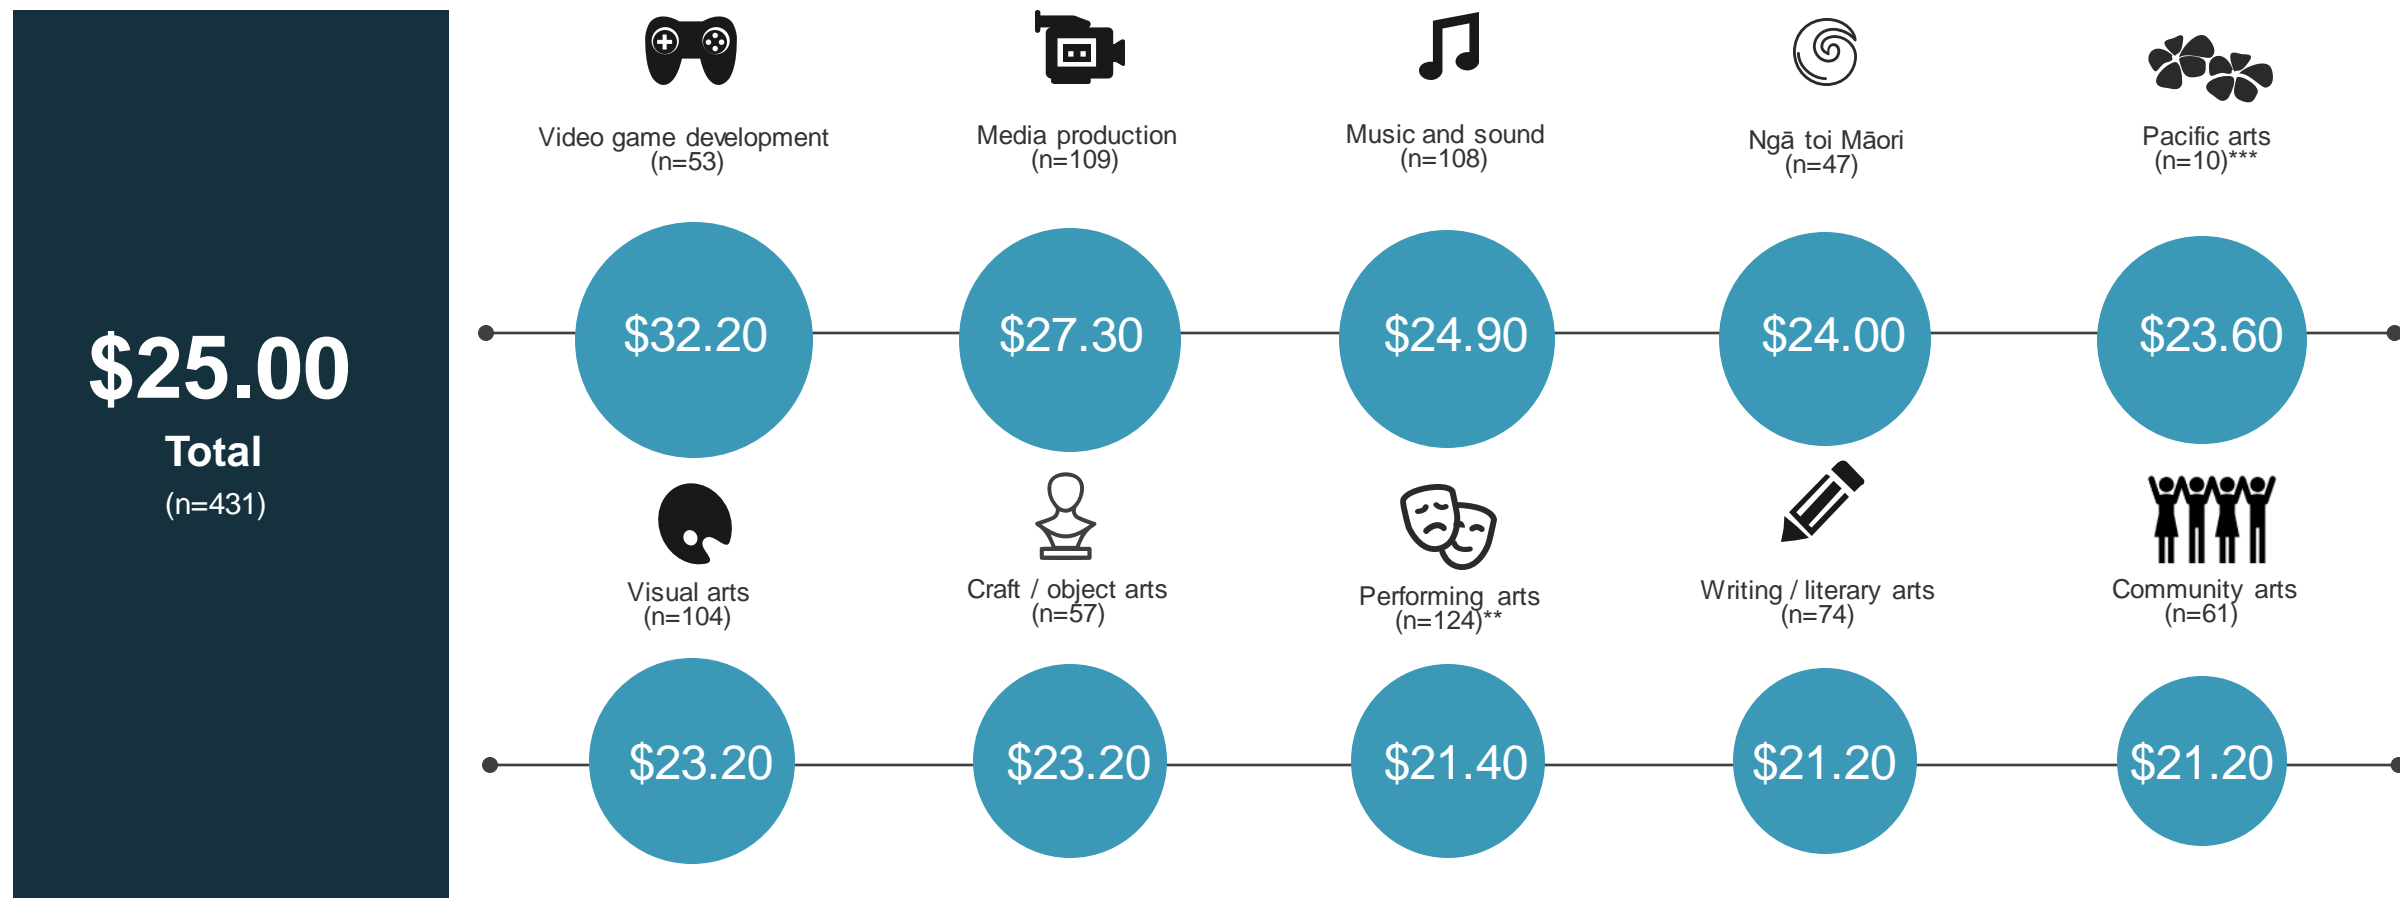 $25.00
Total
(n=431)
Video game development
(n=53)
Media production
(n=109)
Music and sound
(n=108)
Ngā toi Māori
(n=47)
Pacific arts
(n=10)***
$32.20
$27.30
$24.90
$24.00
$23.60
Visual arts
(n=104)
Craft / object arts
(n=57)
Performing arts
(n=124)**
Writing / literary arts
(n=74)
Community arts
(n=61)
$23.20
$23.20
$21.40
$21.20
$21.20